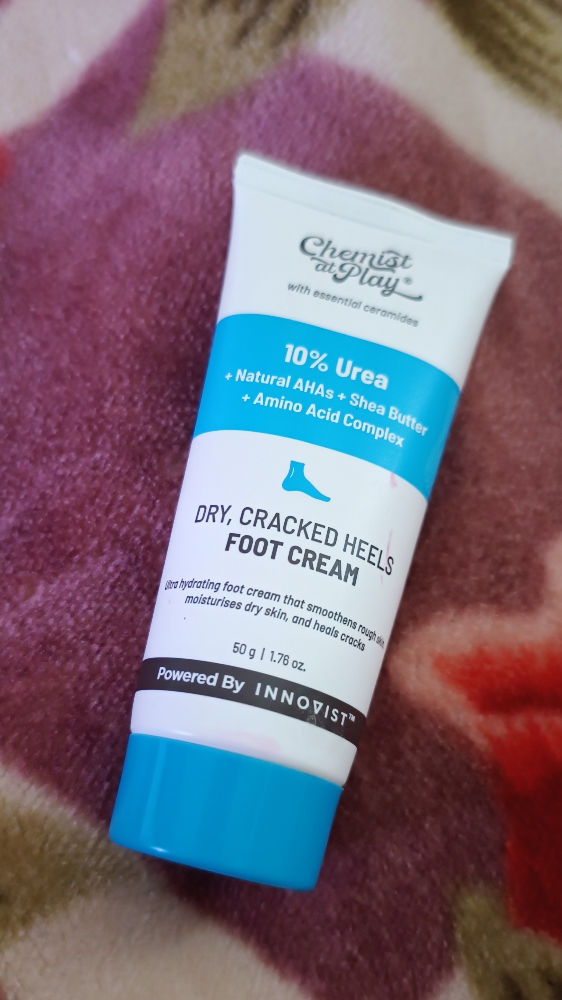 Chemist
at Play®
with essential ceramides
10% Urea
+ Natural AHAs + Shea Butter
+ Amino Acid Complex
DRY, CRACKED HEELS
FOOT CREAM
Ultra hydrating foot cream that smoothens rough skin,
moisturises dry skin, and heals cracks
50 g | 1.76 oz.
Powered By INNOVIST™